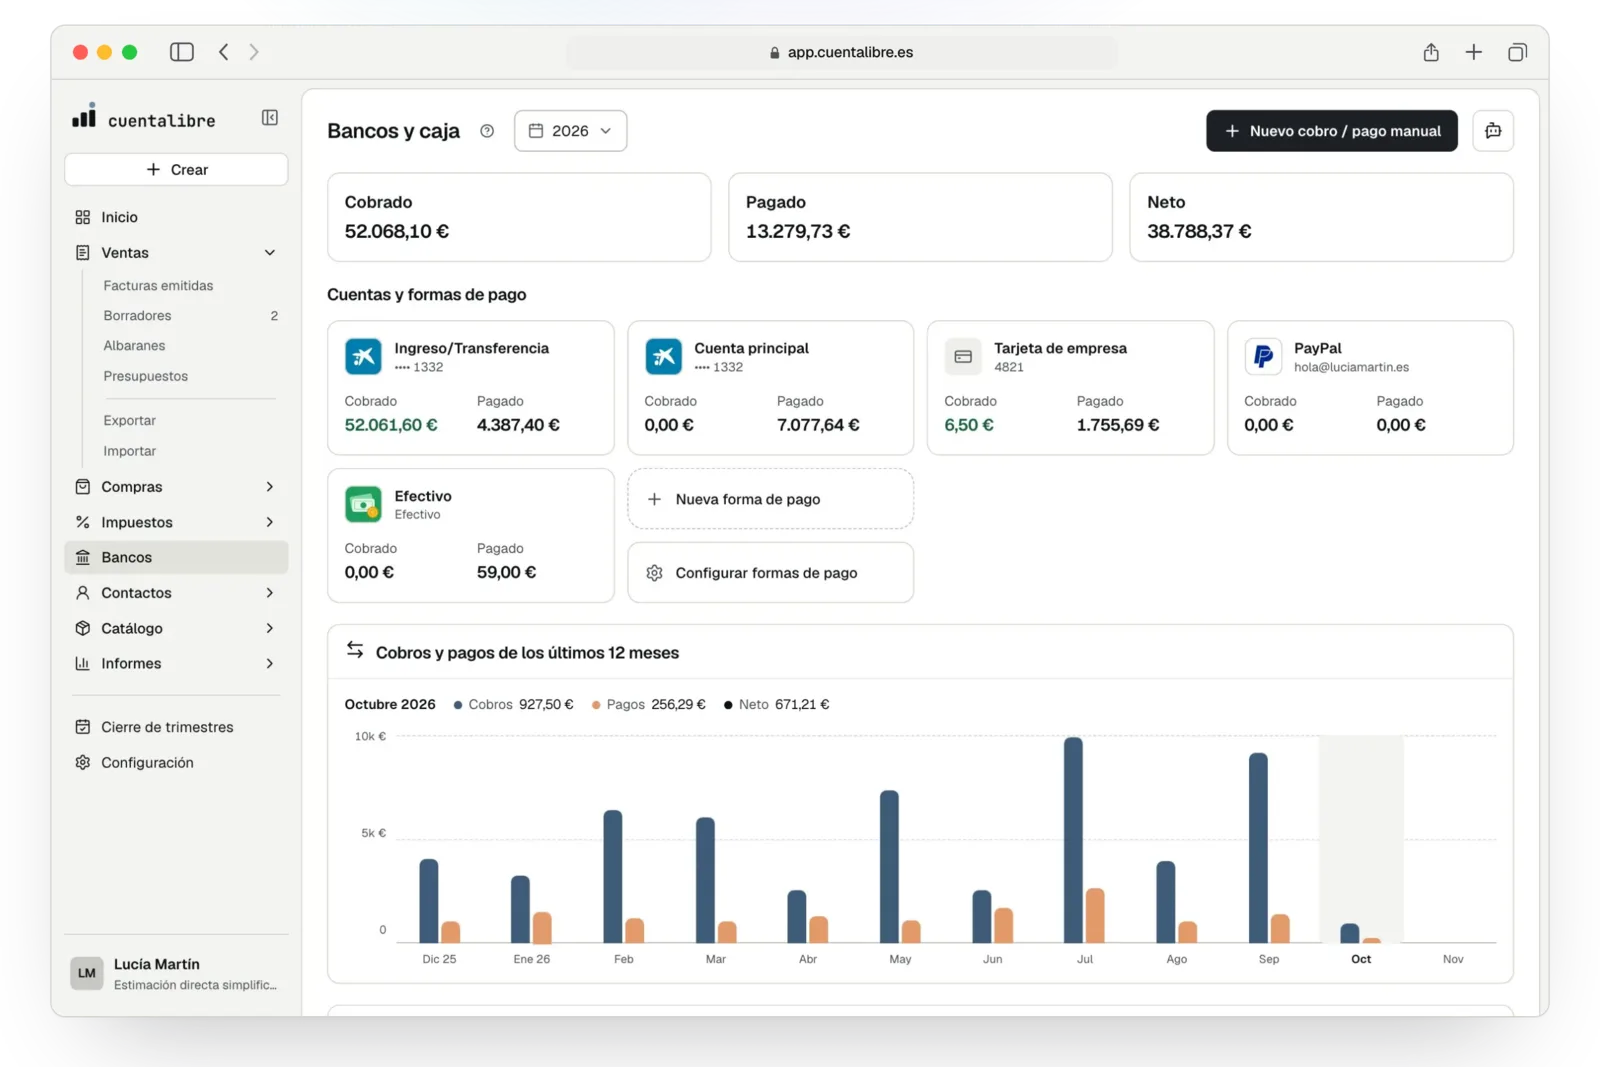 app.cuentalibre.es
cuentalibre
Crear
Inicio
Ventas
Facturas emitidas
Borradores 2
Albaranes
Presupuestos
Exportar
Importar
Compras
Impuestos
Bancos
Contactos
Catálogo
Informes
Cierre de trimestres
Configuración
LM
Lucía Martín
Estimación directa simplific...
Bancos y caja
2026
Nuevo cobro / pago manual
Cobrado
52.068,10 €
Pagado
13.279,73 €
Neto
38.788,37 €
Cuentas y formas de pago
Ingreso/Transferencia
•••• 1332
Cobrado Pagado
52.061,60 € 4.387,40 €
Cuenta principal
•••• 1332
Cobrado Pagado
0,00 € 7.077,64 €
Tarjeta de empresa
4821
Cobrado Pagado
6,50 € 1.755,69 €
PayPal
hola@luciamartin.es
Cobrado Pagado
0,00 € 0,00 €
Efectivo
Efectivo
Cobrado Pagado
0,00 € 59,00 €
Nueva forma de pago
Configurar formas de pago
Cobros y pagos de los últimos 12 meses
Octubre 2026 Cobros 927,50 € Pagos 256,29 € Neto 671,21 €
10k €
5k €
0
Dic 25 Ene 26 Feb Mar Abr May Jun Jul Ago Sep Oct Nov